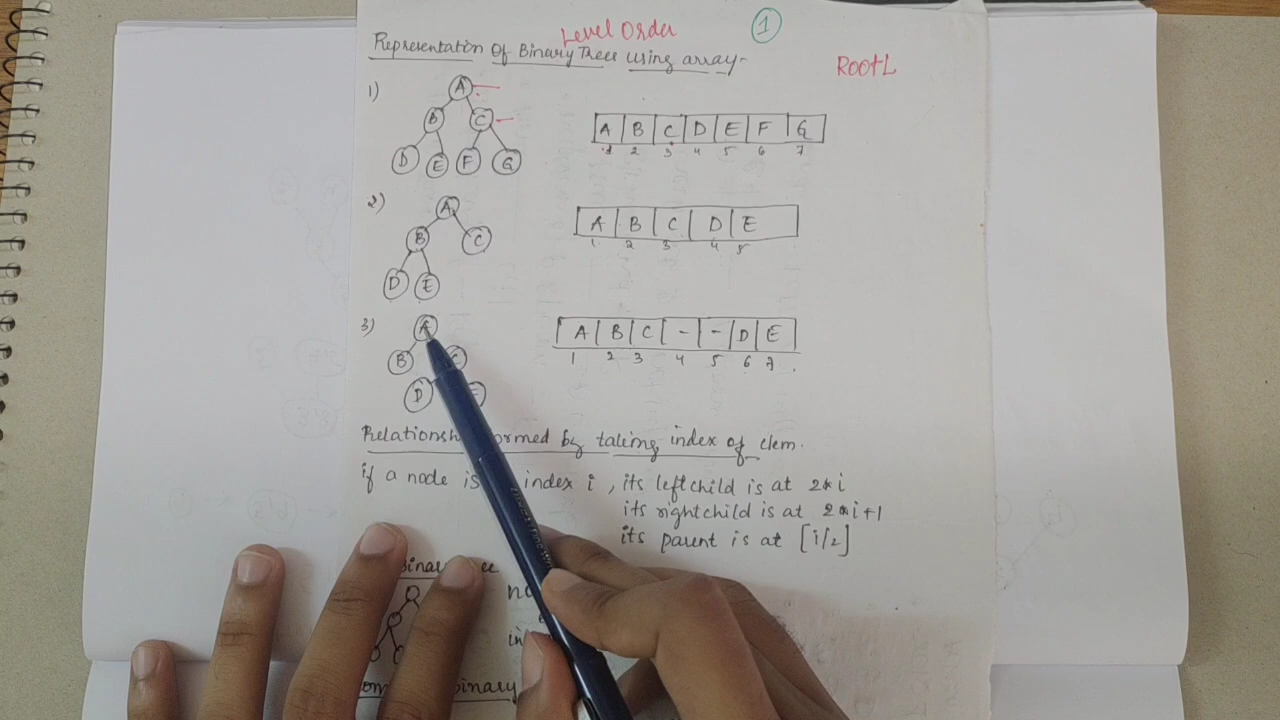 Level Order
1
Representation Of Binary Trees using array-
RootL
1)
A
B C
D E F G
A B C D E F G
1 2 3 4 5 6 7
2)
A
B C
D E
A B C D E
1 2 3 4 5
3)
A
B C
D
A B C - - D E
1 2 3 4 5 6 7
formed by taking index of elem.
if a node is index i, its leftchild is at 2*i
its rightchild is at 2*i+1
its parent is at [i/2]